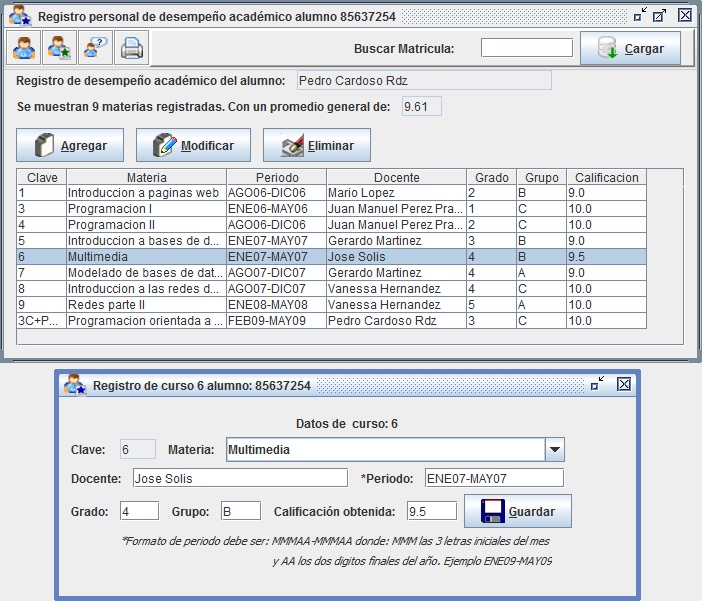 Registro personal de desempeño académico alumno 85637254
Buscar Matricula: Cargar
Registro de desempeño académico del alumno: Pedro Cardoso Rdz
Se muestran 9 materias registradas. Con un promedio general de: 9.61
Agregar Modificar Eliminar
Clave Materia Periodo Docente Grado Grupo Calificacion
1 Introduccion a paginas web AGO06-DIC06 Mario Lopez 2 B 9.0
3 Programacion I ENE06-MAY06 Juan Manuel Perez Pra... 1 C 10.0
4 Programacion II AGO06-DIC06 Juan Manuel Perez Pra... 2 C 10.0
5 Introduccion a bases de d... ENE07-MAY07 Gerardo Martinez 3 B 9.0
6 Multimedia ENE07-MAY07 Jose Solis 4 B 9.5
7 Modelado de bases de dat... AGO07-DIC07 Gerardo Martinez 4 A 9.0
8 Introduccion a las redes d... AGO07-DIC07 Vanessa Hernandez 4 C 10.0
9 Redes parte II ENE08-MAY08 Vanessa Hernandez 5 A 10.0
3C+P... Programacion orientada a ... FEB09-MAY09 Pedro Cardoso Rdz 3 C 10.0
Registro de curso 6 alumno: 85637254
Datos de curso: 6
Clave: 6 Materia: Multimedia
Docente: Jose Solis *Periodo: ENE07-MAY07
Grado: 4 Grupo: B Calificación obtenida: 9.5 Guardar
*Formato de periodo debe ser: MMMAA-MMMAA donde: MMM las 3 letras iniciales del mes
y AA los dos digitos finales del año. Ejemplo ENE09-MAY09